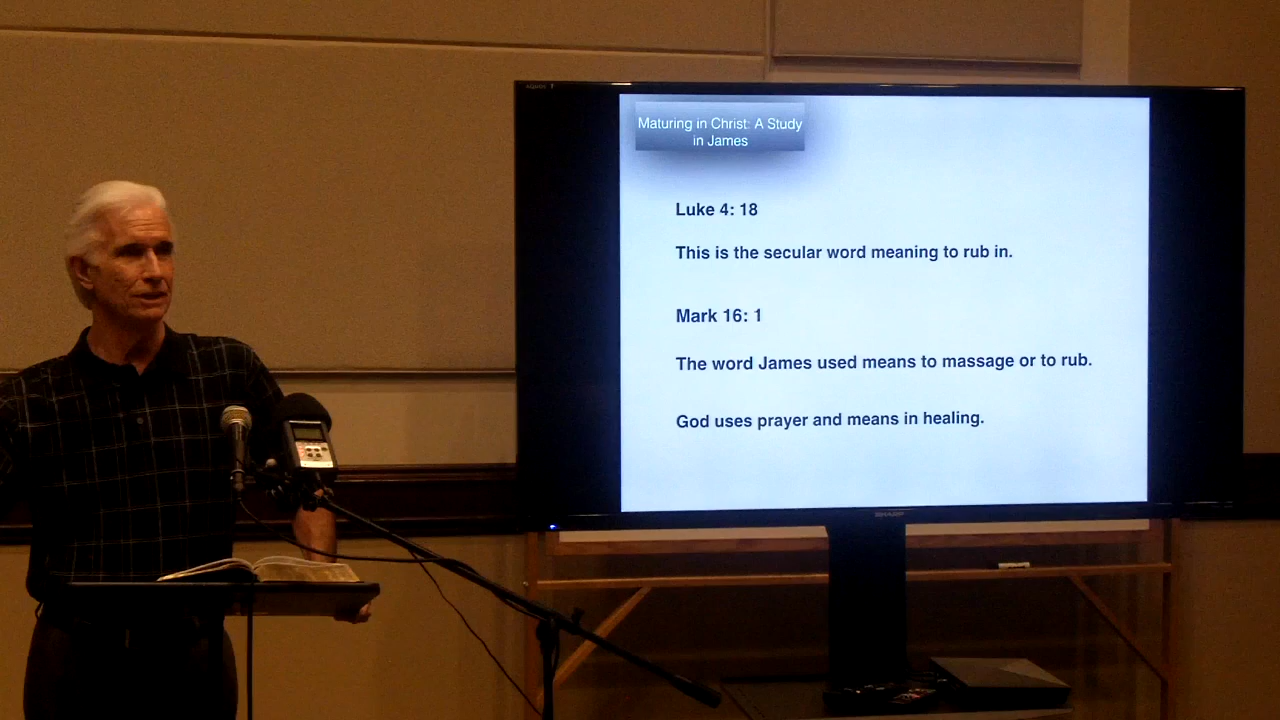 AQUOS
Maturing in Christ: A Study
in James
Luke 4: 18
This is the secular word meaning to rub in.
Mark 16: 1
The word James used means to massage or to rub.
God uses prayer and means in healing.
SHARP